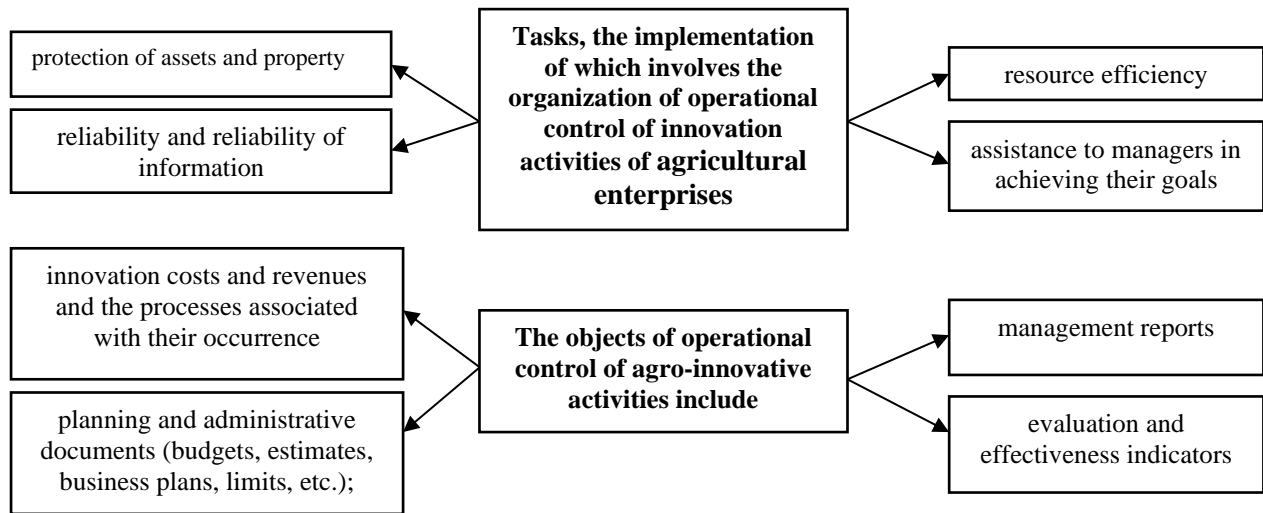 protection of assets and property
reliability and reliability of
information
Tasks, the implementation
of which involves the
organization of operational
control of innovation
activities of agricultural
enterprises
resource efficiency
assistance to managers in
achieving their goals
innovation costs and revenues
and the processes associated
with their occurrence
planning and administrative
documents (budgets, estimates,
business plans, limits, etc.);
The objects of operational
control of agro-innovative
activities include
management reports
evaluation and
effectiveness indicators